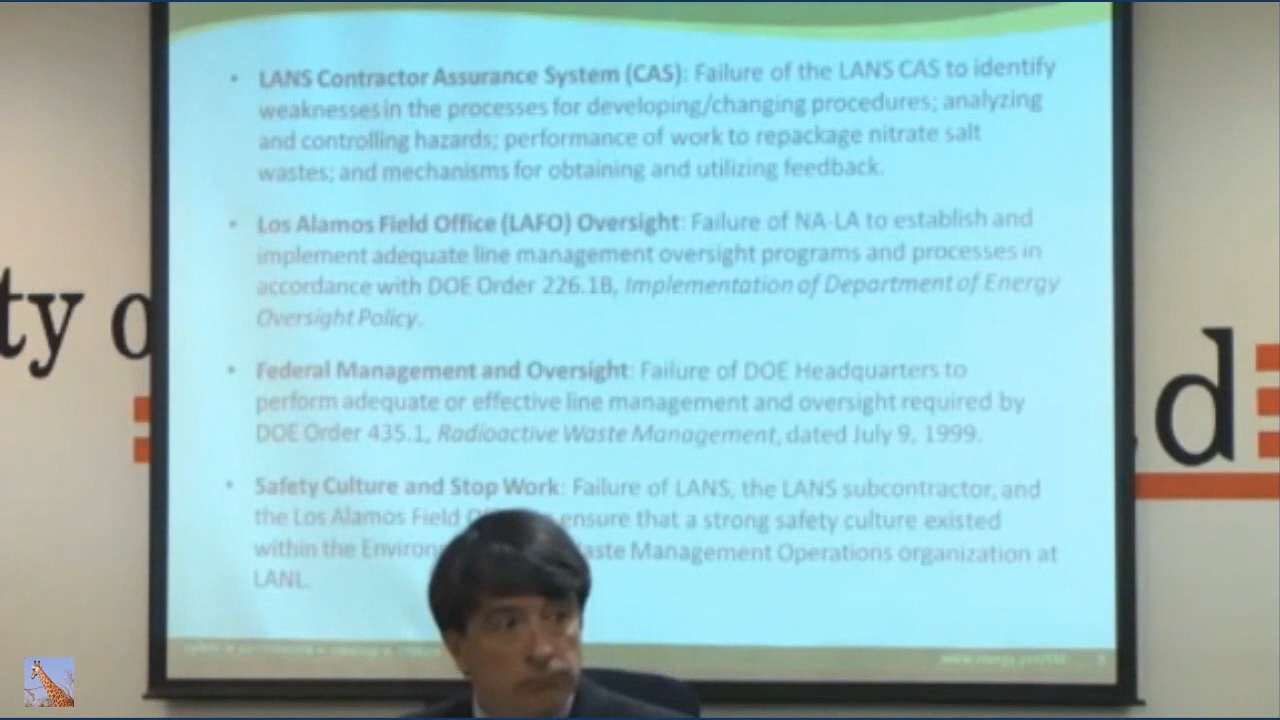 • LANS Contractor Assurance System (CAS): Failure of the LANS CAS to identify
weaknesses in the processes for developing/changing procedures; analyzing
and controlling hazards; performance of work to repackage nitrate salt
wastes; and mechanisms for obtaining and utilizing feedback.
• Los Alamos Field Office (LAFO) Oversight: Failure of NA-LA to establish and
implement adequate line management oversight programs and processes in
accordance with DOE Order 226.1B, Implementation of Department of Energy
Oversight Policy.
ty o
• Federal Management and Oversight: Failure of DOE Headquarters to
perform adequate or effective line management and oversight required by
DOE Order 435.1, Radioactive Waste Management, dated July 9, 1999.
d
• Safety Culture and Stop Work: Failure of LANS, the LANS subcontractor, and
the Los Alamos Field ensure that a strong safety culture existed
within the Environ aste Management Operations organization at
LANL.